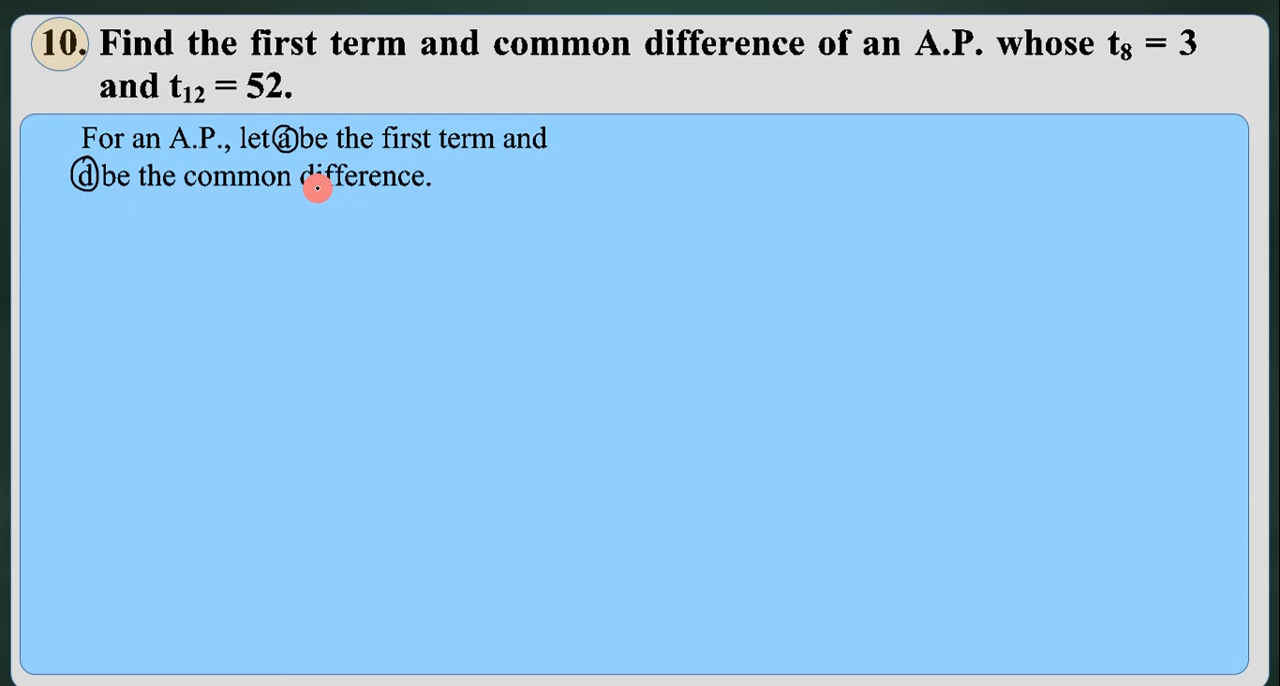 10. Find the first term and common difference of an A.P. whose t₈ = 3
and t₁₂ = 52.
For an A.P., let a be the first term and
d be the common difference.